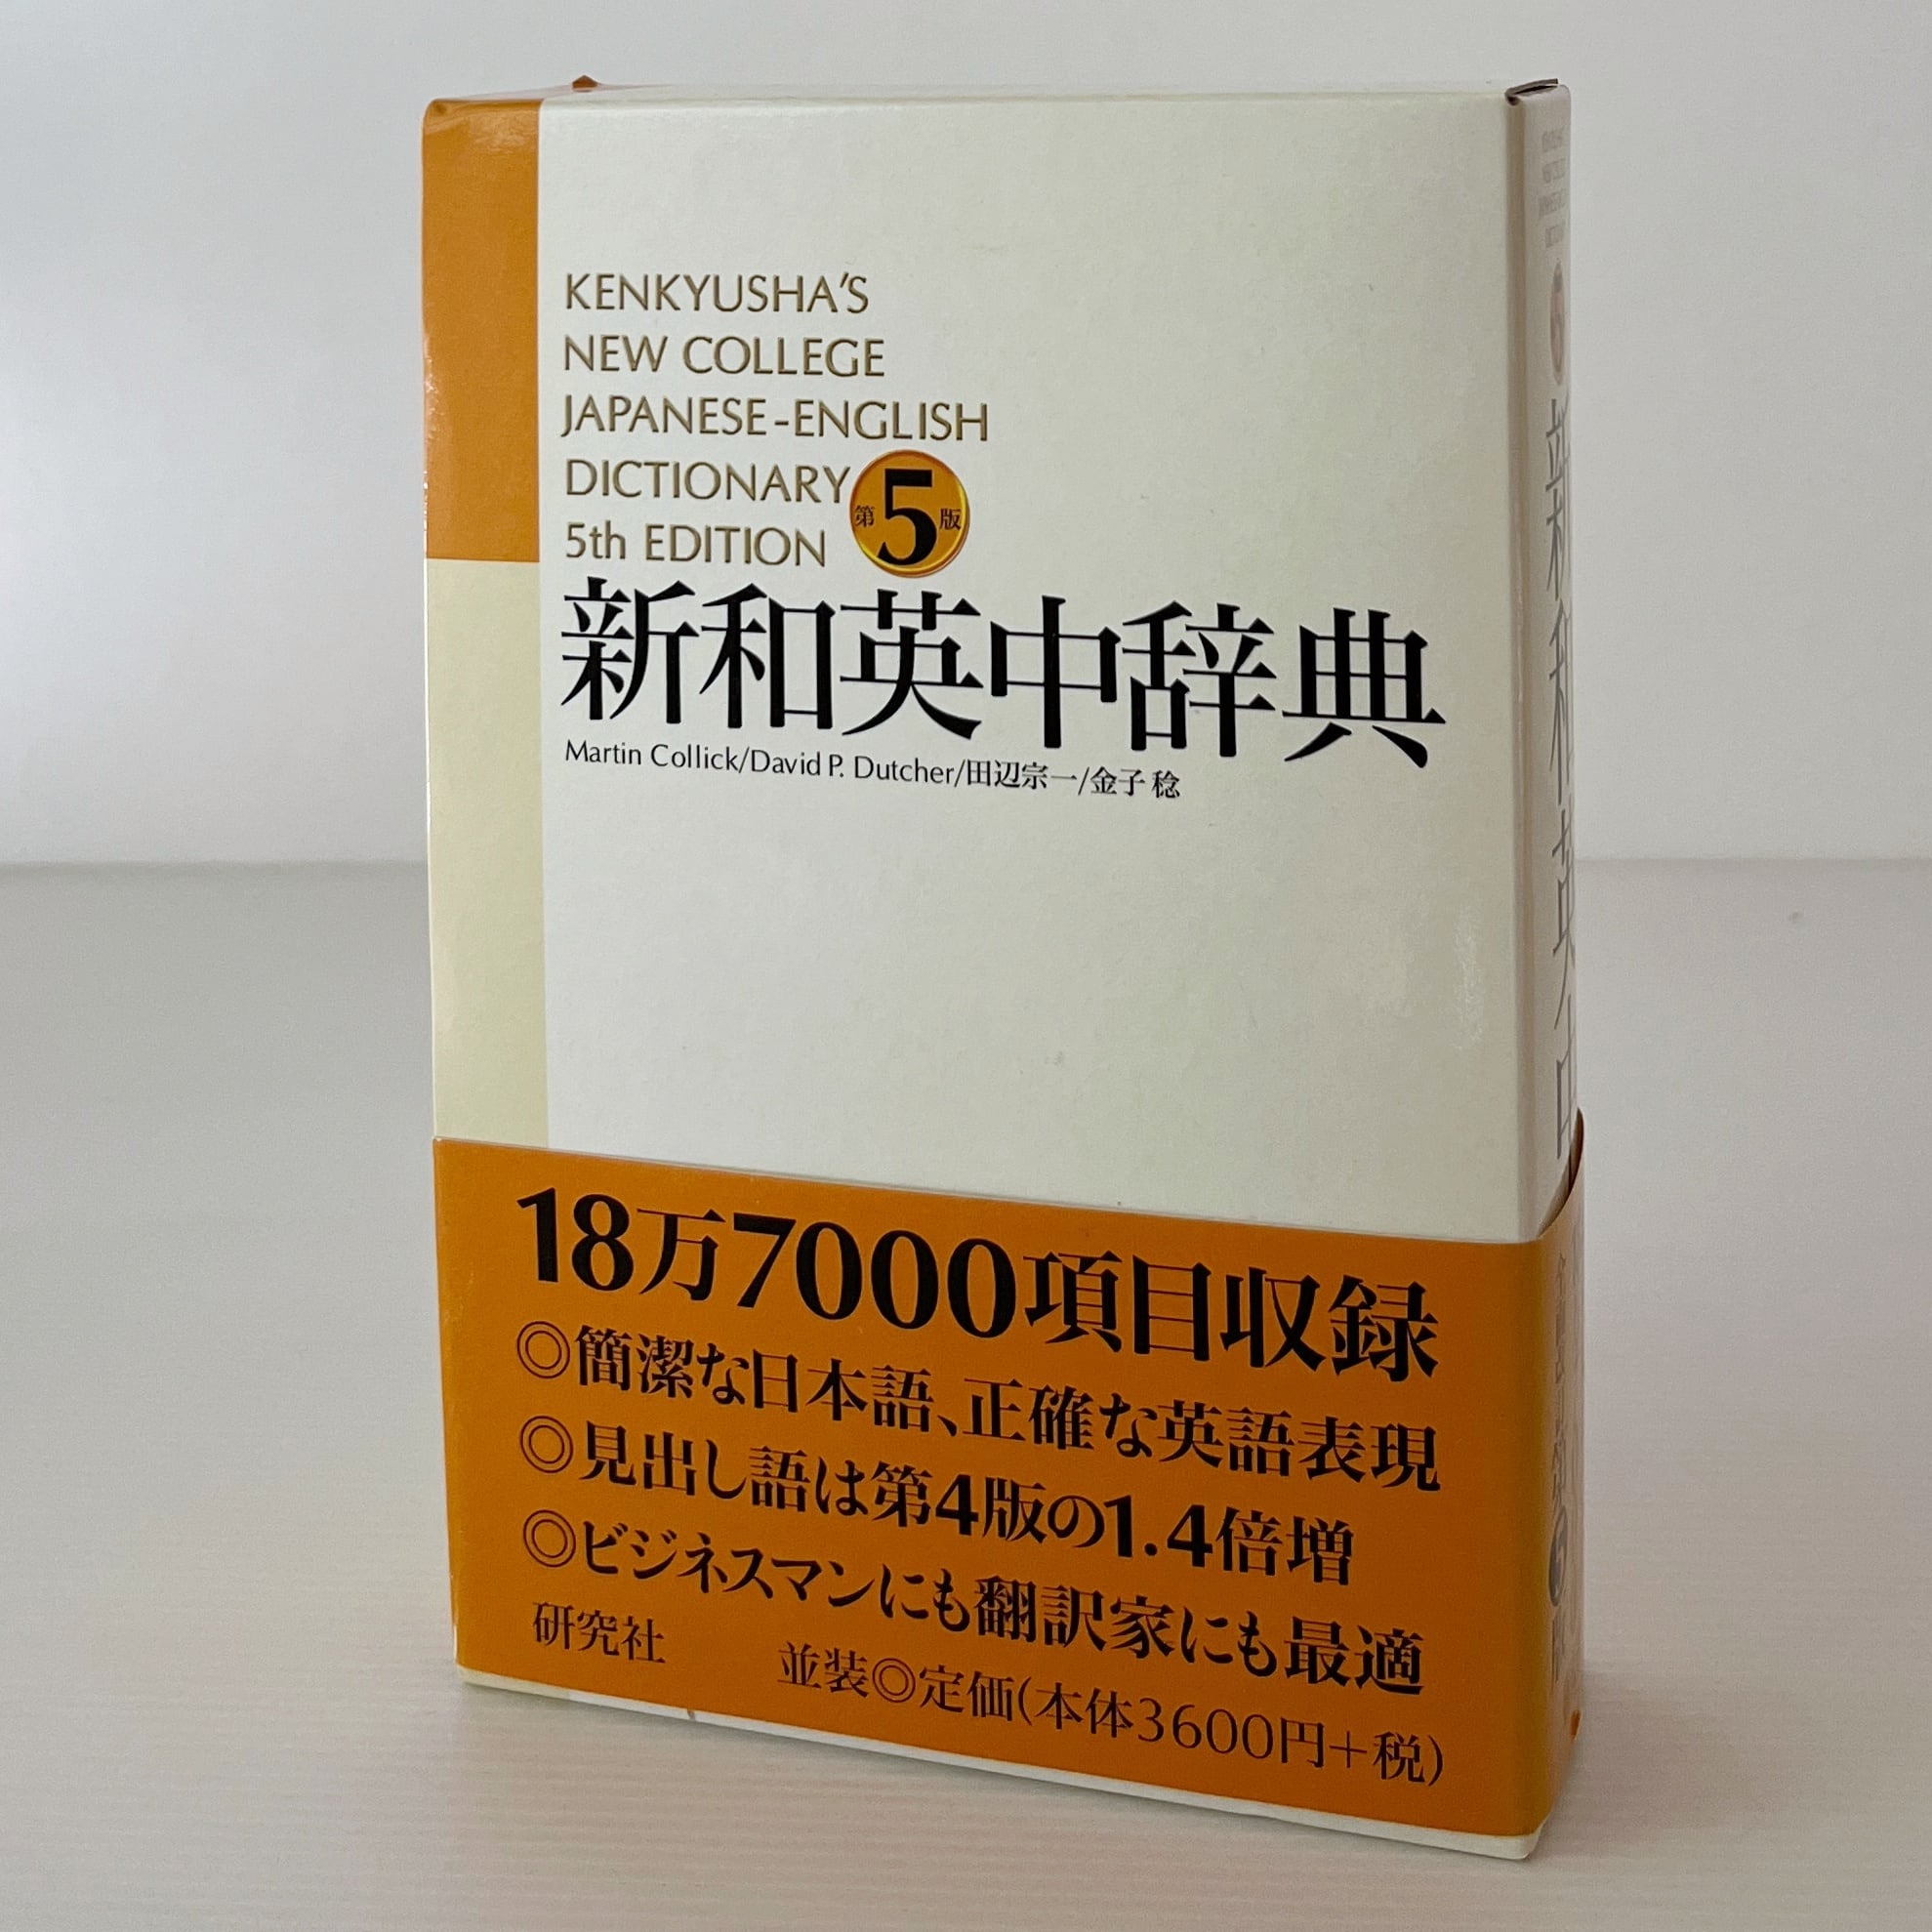 KENKYUSHA'S
NEW COLLEGE
JAPANESE-ENGLISH
DICTIONARY
5th EDITION
第5版
新和英中辞典
Martin Collick/David P. Dutcher/田辺宗一/金子 稔
18万7000項目収録
◎簡潔な日本語、正確な英語表現
◎見出し語は第4版の1.4倍増
◎ビジネスマンにも翻訳家にも最適
研究社
並装◎定価(本体3600円+税)
新和英中